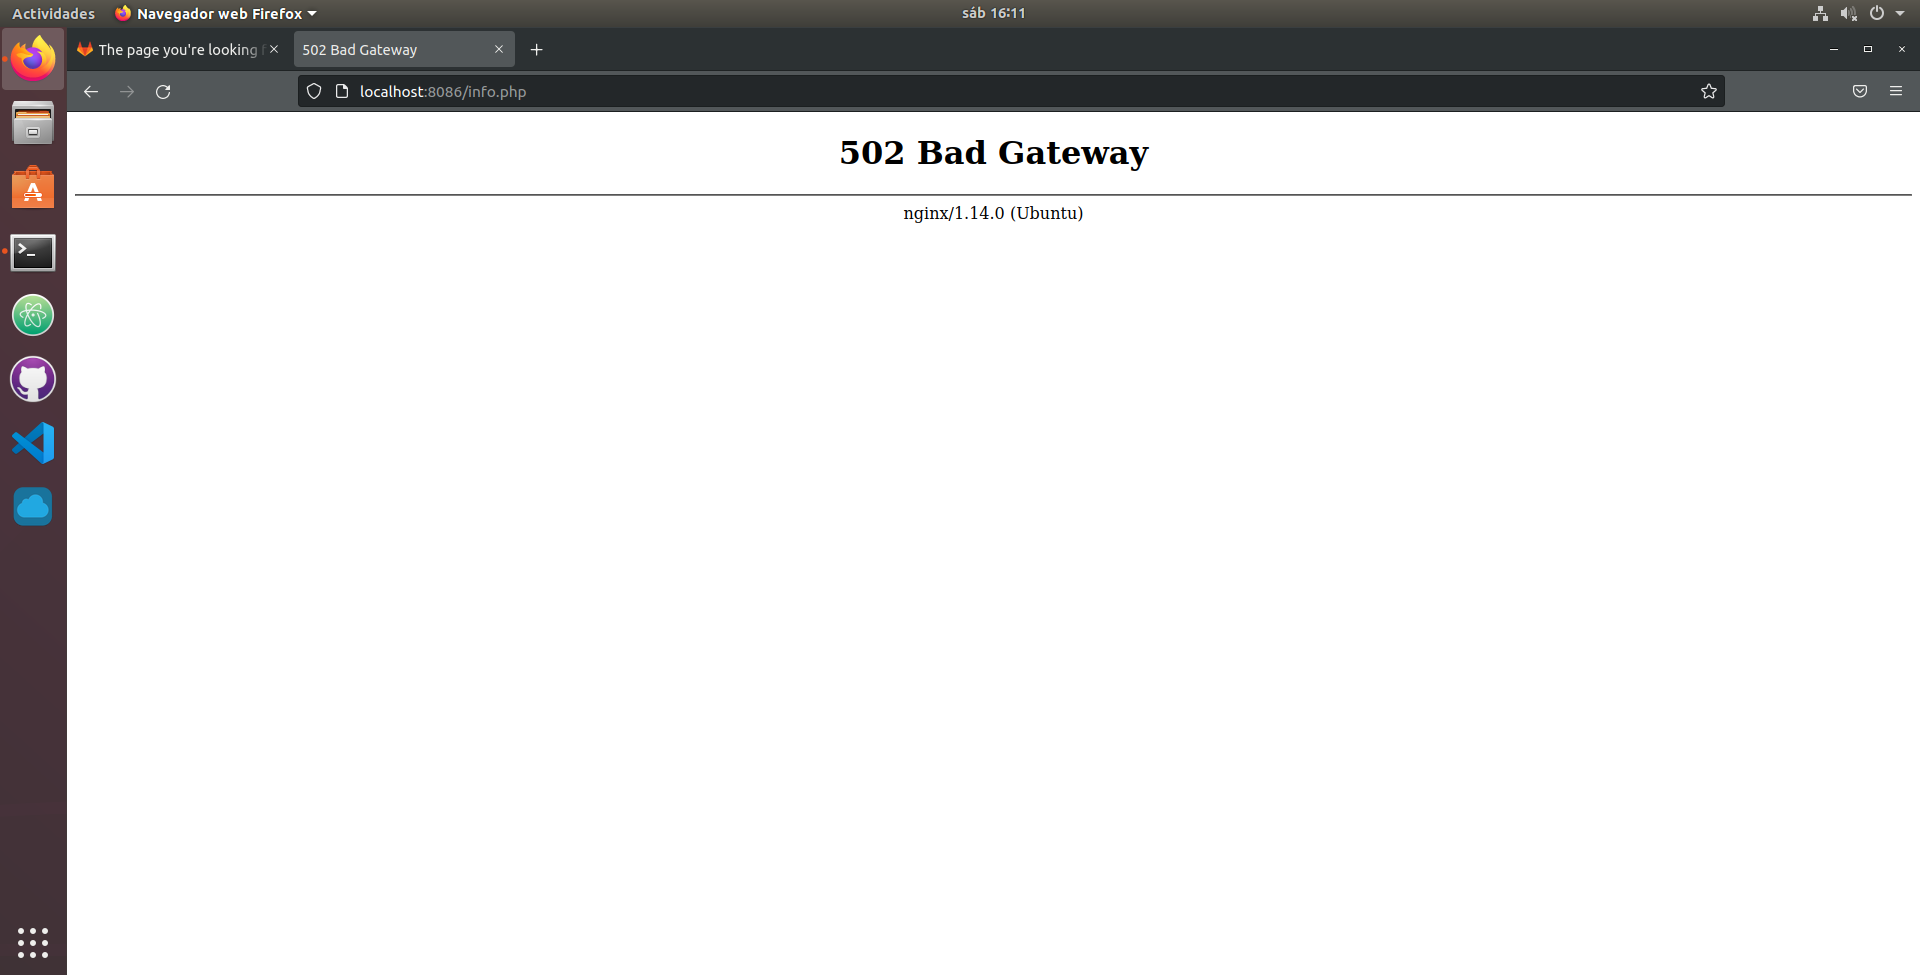 Actividades
Navegador web Firefox
sáb 16:11
The page you're looking
502 Bad Gateway
localhost:8086/info.php
502 Bad Gateway
nginx/1.14.0 (Ubuntu)